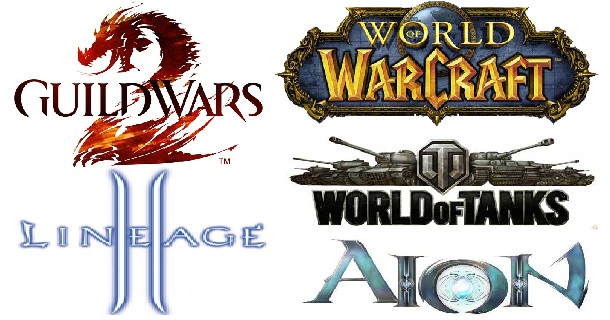 GUILDWARS
2
TM
WORLD
OF
WARCRAFT
WORLD OF TANKS
LINEAGE
II
AION